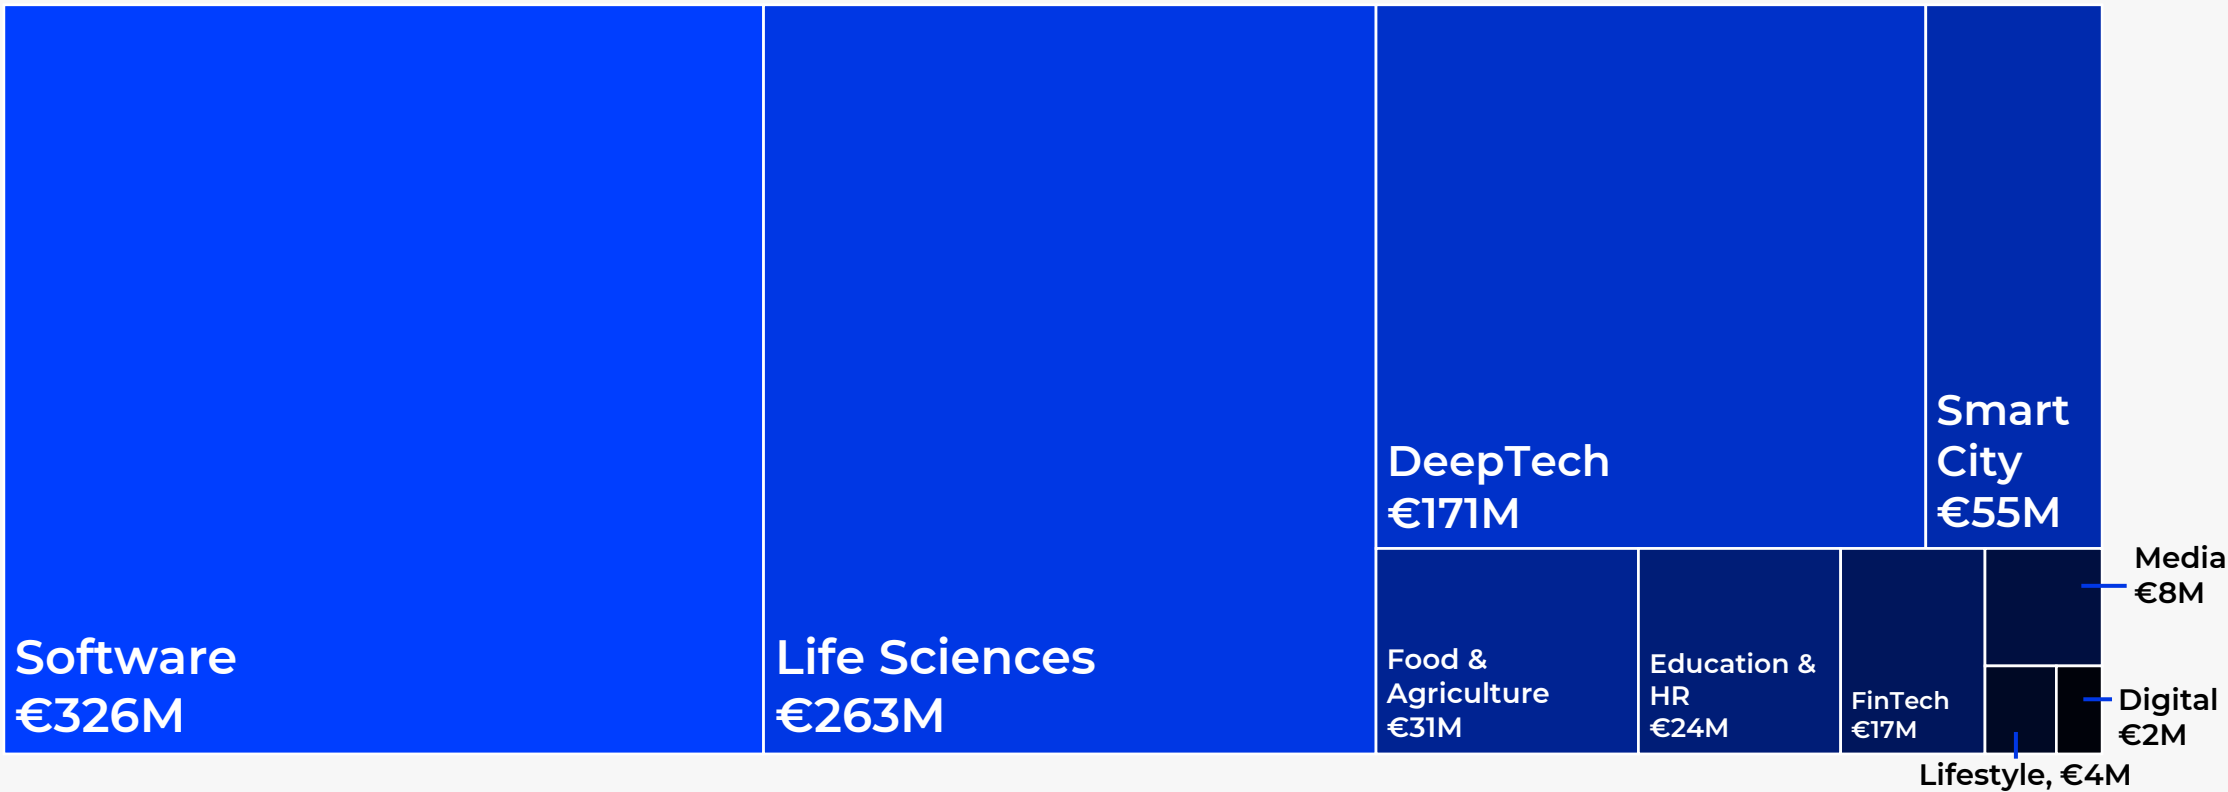 Software
€326M
Life Sciences
€263M
DeepTech
€171M
Smart
City
€55M
Food &
Agriculture
€31M
Education &
HR
€24M
FinTech
€17M
Media
€8M
Digital
€2M
Lifestyle, €4M